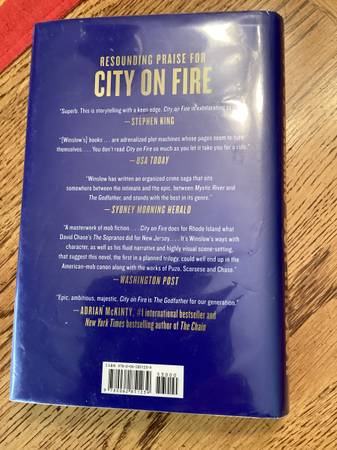 RESOUNDING PRAISE FOR
CITY ON FIRE
"Superb. This is storytelling with a keen edge. City on Fire is exhilarating
—STEPHEN KING
"[Winslow's] books . . . are adrenalized plot machines whose pages seem to turn
themselves. . . . You don't read City on Fire so much as you let it take you for a ride."
—USA TODAY
"Winslow has written an organized crime saga that sits
somewhere between the intimate and the epic, between Mystic River and
The Godfather, and stands with the best in its genre."
—SYDNEY MORNING HERALD
"A masterwork of mob fiction. . . . City on Fire does for Rhode Island what
David Chase's The Sopranos did for New Jersey. . . . It's Winslow's ways with
character, as well as his fluid narrative and highly visual scene-setting,
that suggest this novel, the first in a planned trilogy, could well end up in the
American-mob canon along with the works of Puzo, Scorsese and Chase."
—WASHINGTON POST
"Epic, ambitious, majestic, City on Fire is The Godfather for our generation."
—ADRIAN McKINTY, #1 international bestseller and
New York Times bestselling author of The Chain
53000